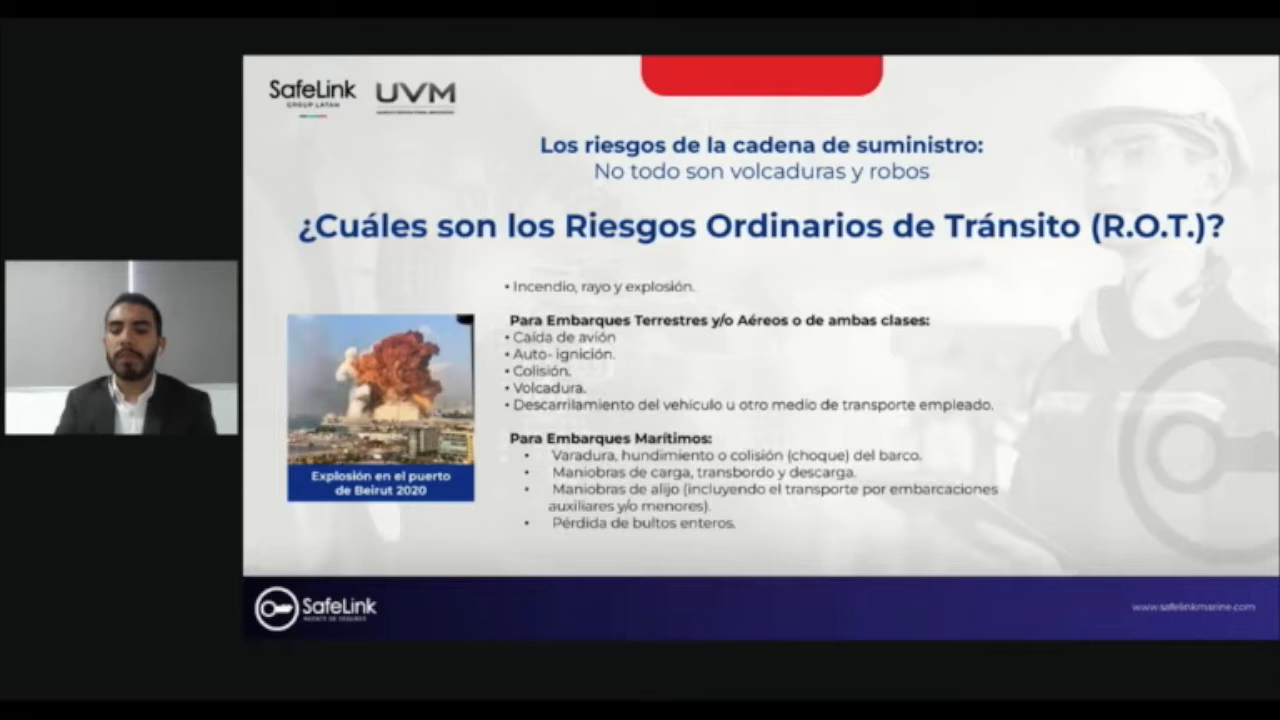 SafeLink
GROUP LATAM
UVM
Los riesgos de la cadena de suministro:
No todo son volcaduras y robos
¿Cuáles son los Riesgos Ordinarios de Tránsito (R.O.T.)?
• Incendio, rayo y explosión.
Para Embarques Terrestres y/o Aéreos o de ambas clases:
• Caída de avión
• Auto- ignición.
• Colisión.
• Volcadura.
• Descarrilamiento del vehículo u otro medio de transporte empleado.
Para Embarques Marítimos:
• Varadura, hundimiento o colisión (choque) del barco.
• Maniobras de carga, transbordo y descarga.
• Maniobras de alijo (incluyendo el transporte por embarcaciones
auxiliares y/o menores).
• Pérdida de bultos enteros.
Explosión en el puerto
de Beirut 2020
SafeLink
AGENTE DE SEGUROS
www.safelinkmarine.com